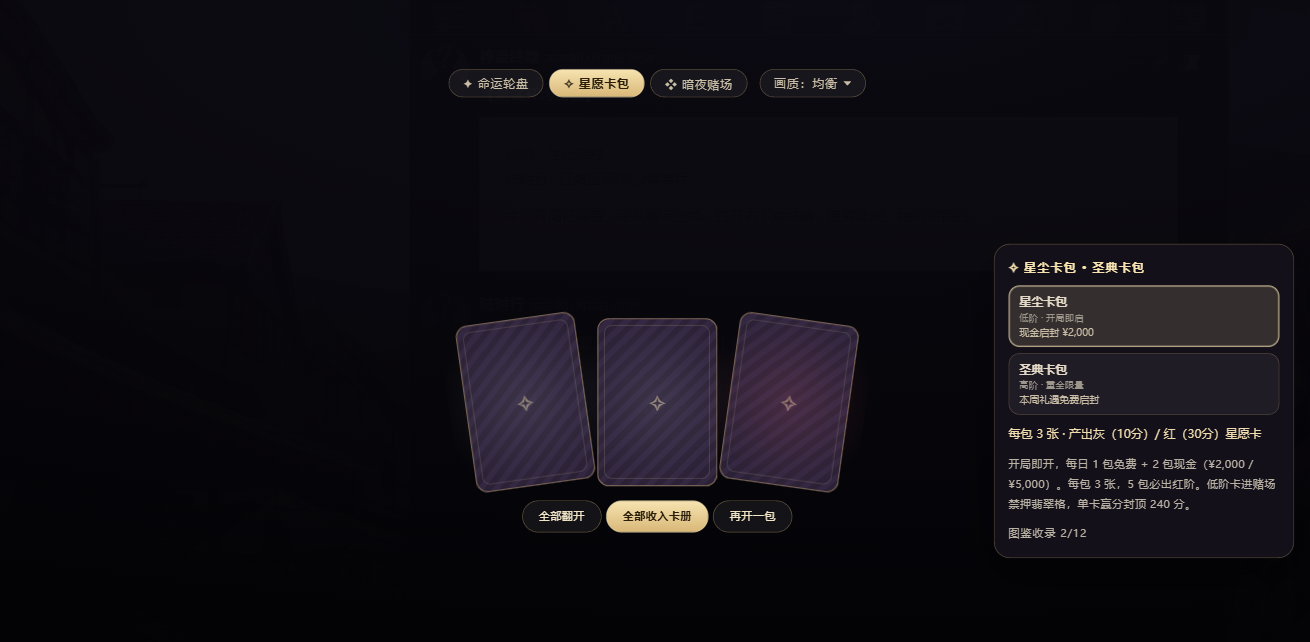 ✦ 命运轮盘
✧ 星愿卡包
❖ 暗夜赌场
画质：均衡
✧ 星尘卡包 · 圣典卡包
星尘卡包
低阶 · 开局即启
现金启封 ¥2,000
圣典卡包
高阶 · 重金限量
本周礼遇免费启封
每包 3 张 · 产出灰（10分）/ 红（30分）星愿卡
开局即开，每日 1 包免费 + 2 包现金（¥2,000 /
¥5,000）。每包 3 张，5 包必出红阶。低阶卡进赌场
禁押翡翠格，单卡赢分封顶 240 分。
图鉴收录 2/12
全部翻开
全部收入卡册
再开一包